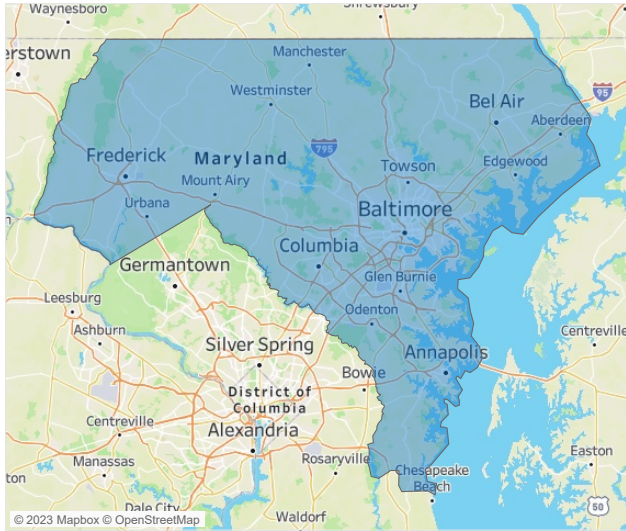 Waynesboro
Shrewsbury
erstown
Manchester
Westminster
95
Bel Air
Aberdeen
795
Maryland
Frederick
Towson
Edgewood
Mount Airy
Urbana
Baltimore
Columbia
Germantown
Glen Burnie
Leesburg
Odenton
Ashburn
Centreville
Silver Spring
Annapolis
Bowie
District of
Columbia
Centreville
Alexandria
Easton
Rosaryville
Manassas
Chesapeake
Beach
ton
Dale City
50
Waldorf
© 2023 Mapbox © OpenStreetMap